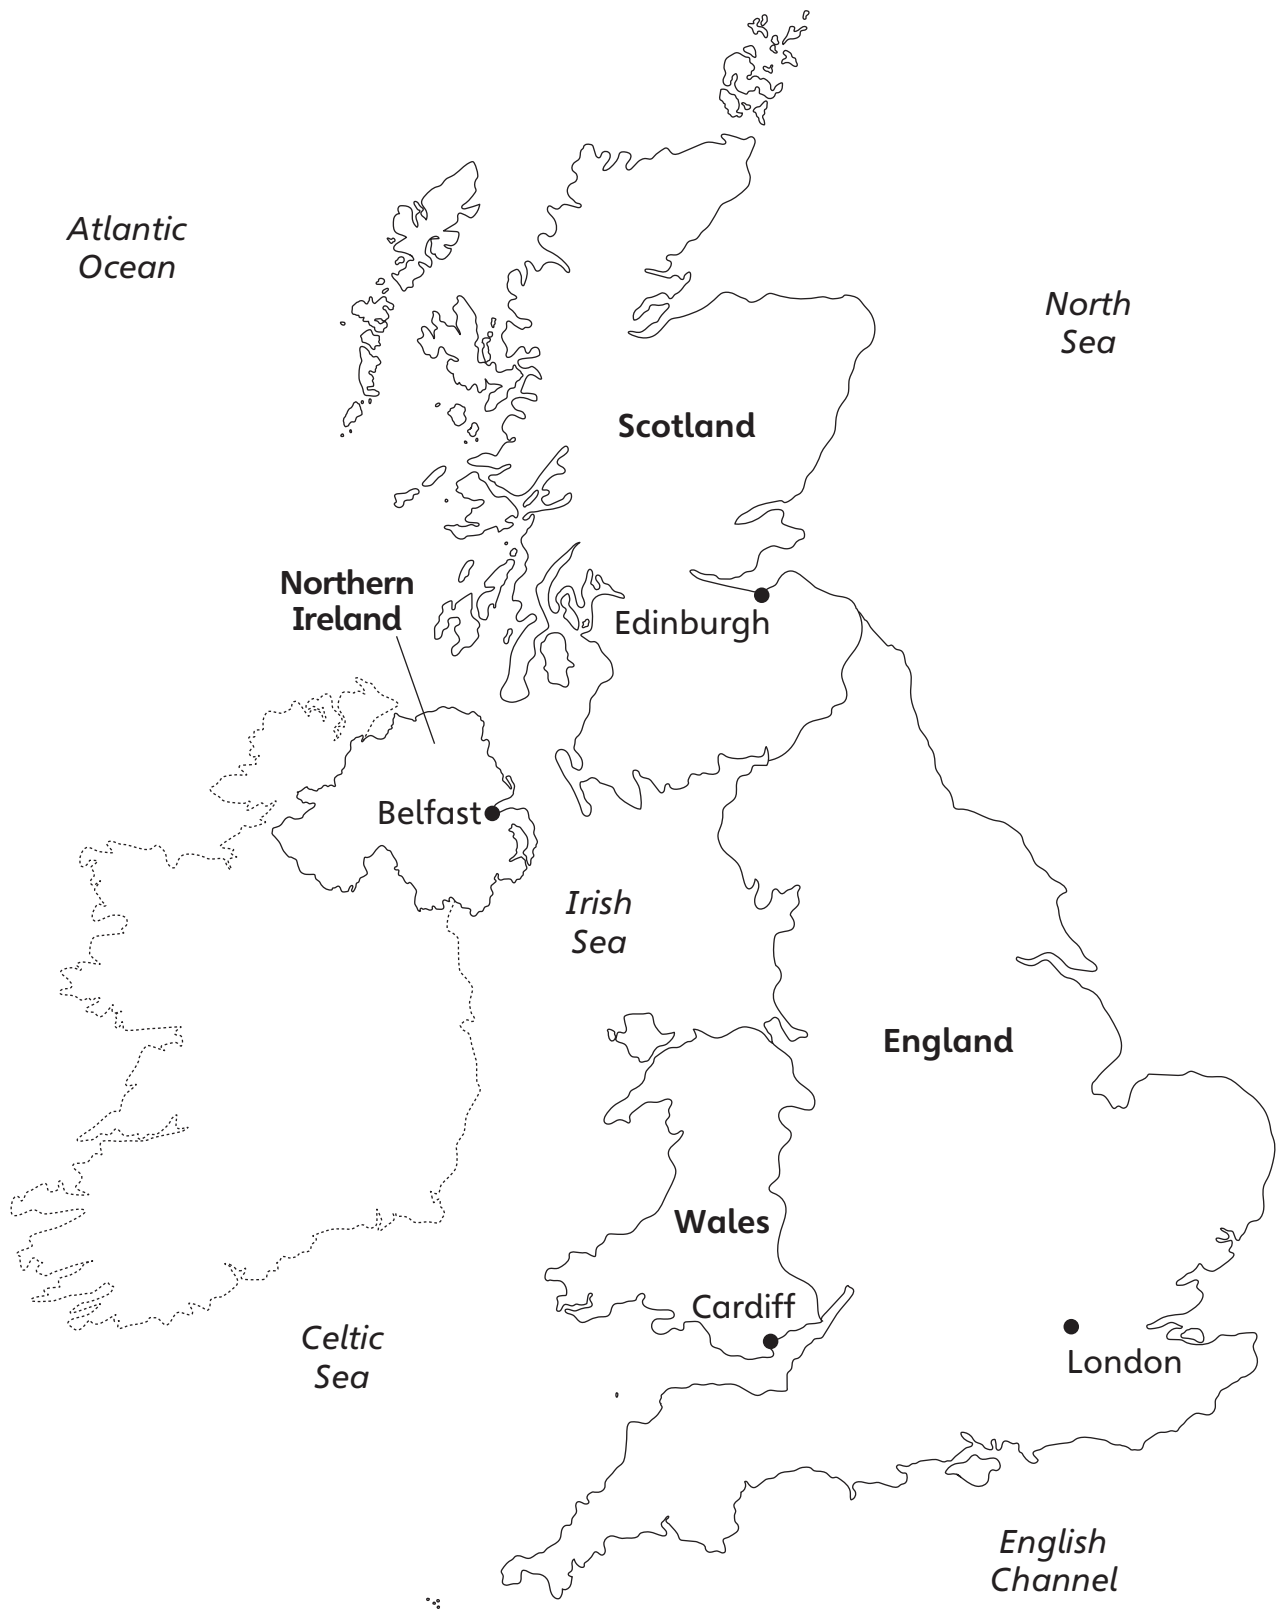 Atlantic
Ocean
North
Sea
Scotland
Northern
Ireland
Edinburgh
Belfast
Irish
Sea
England
Wales
Cardiff
Celtic
Sea
London
English
Channel